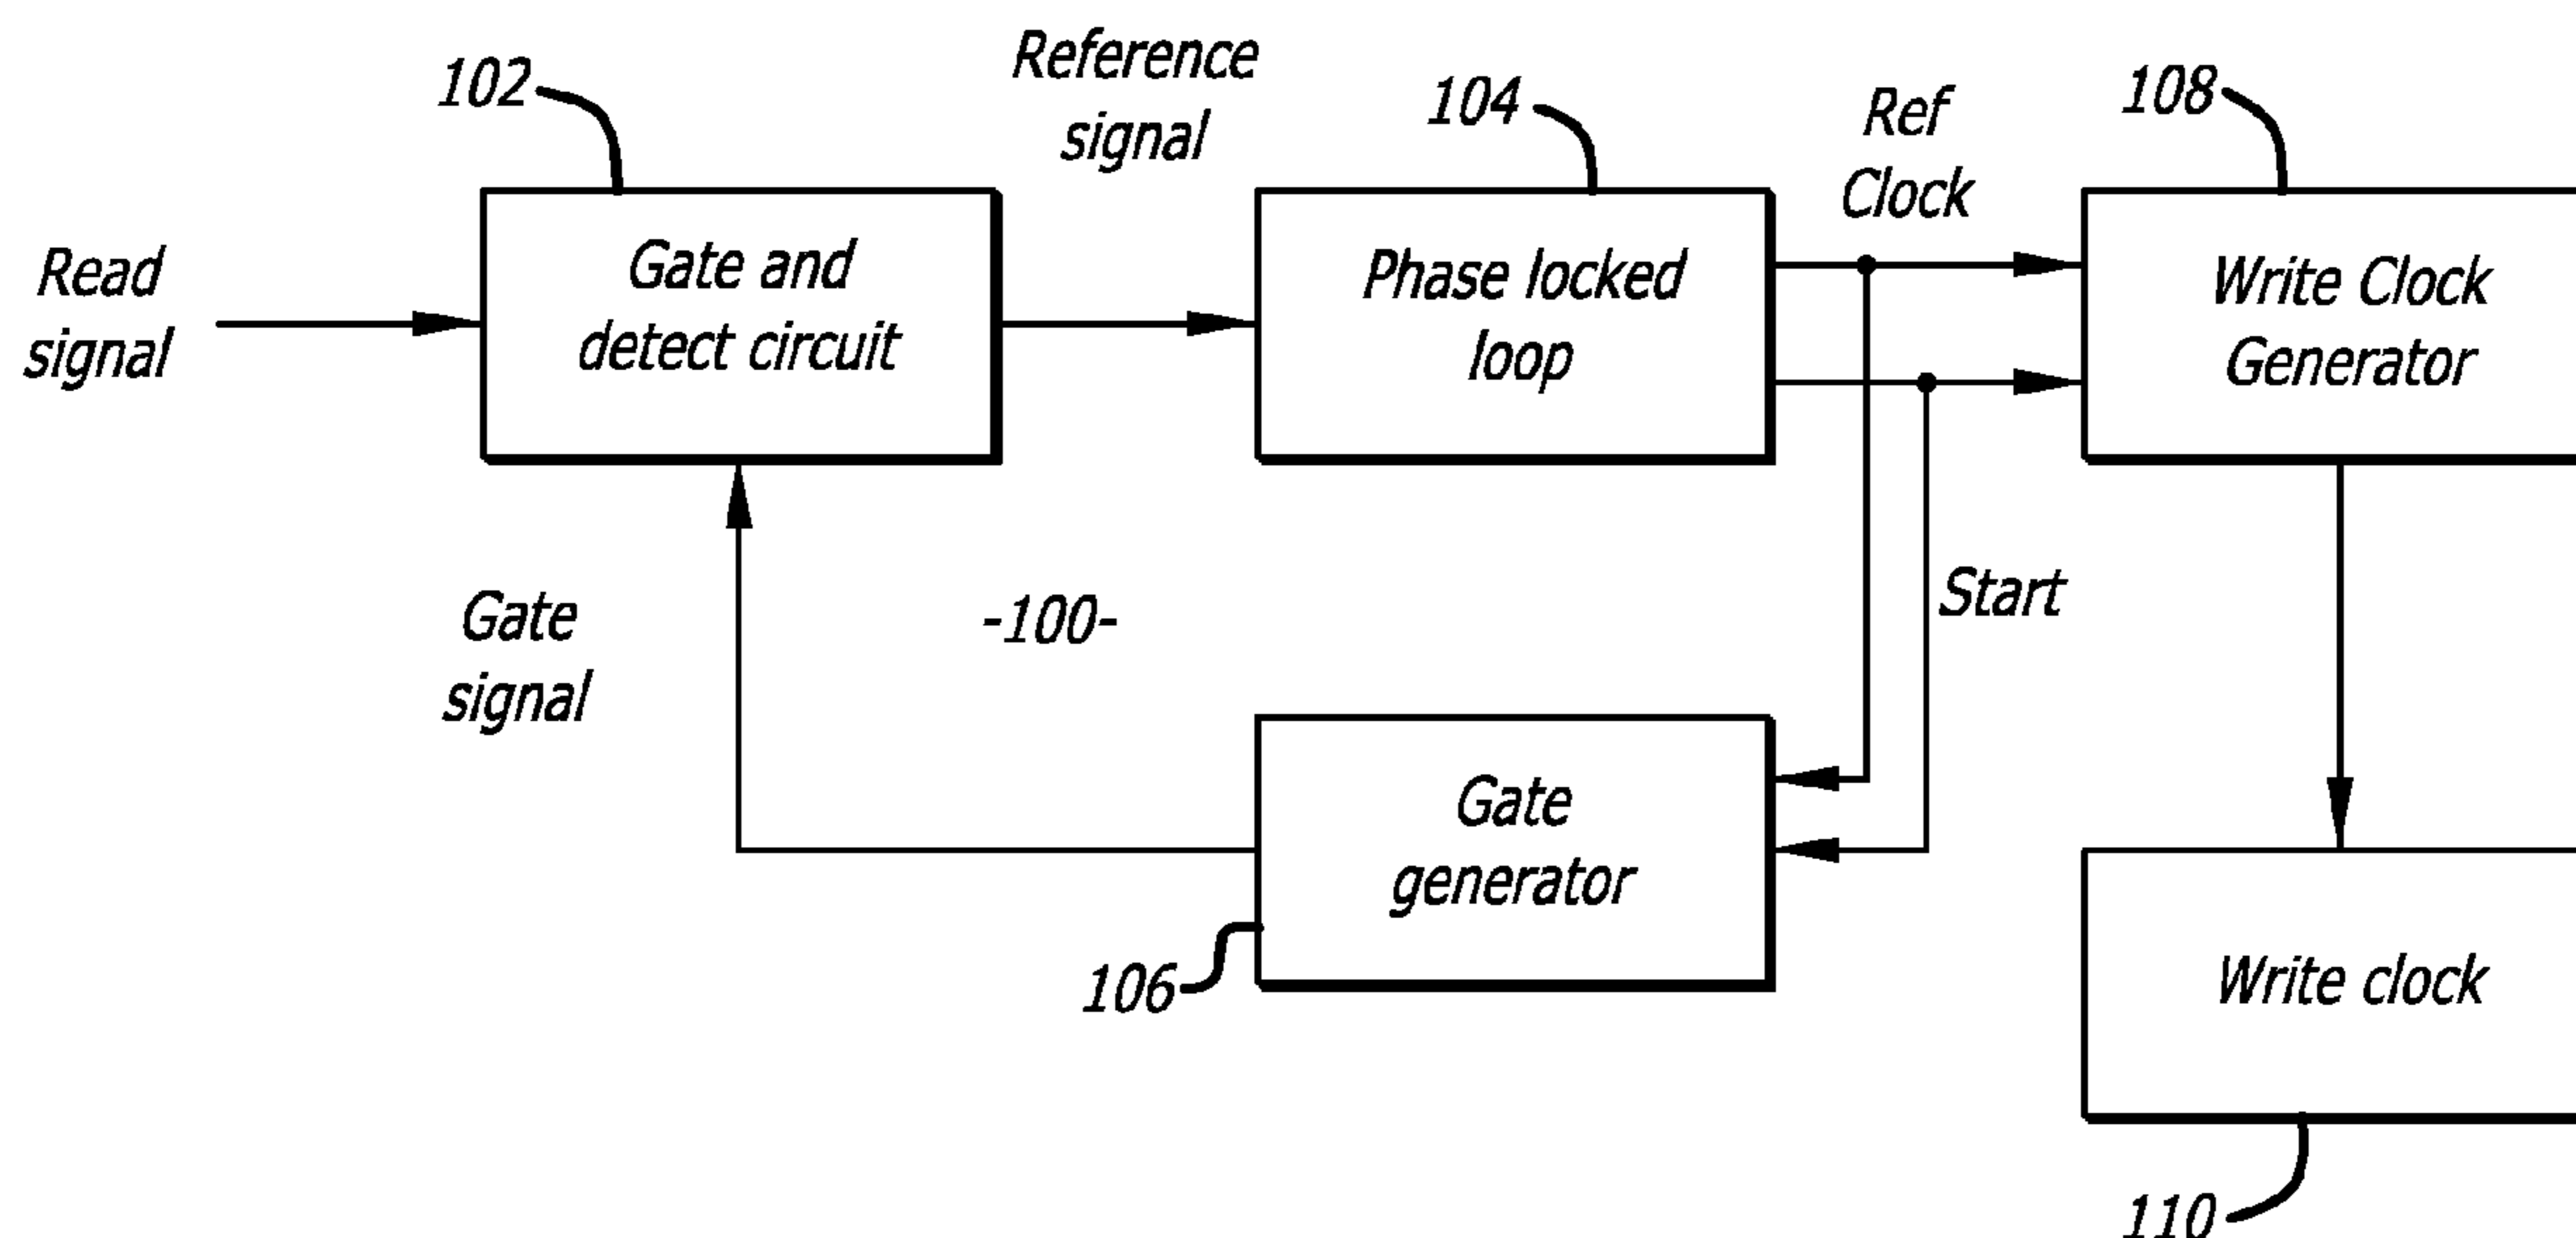 102
Reference
signal
104
Ref
Clock
108
Read
signal
Gate and
detect circuit
Phase locked
loop
Write Clock
Generator
Gate
signal
-100-
Start
Gate
generator
106
Write clock
110